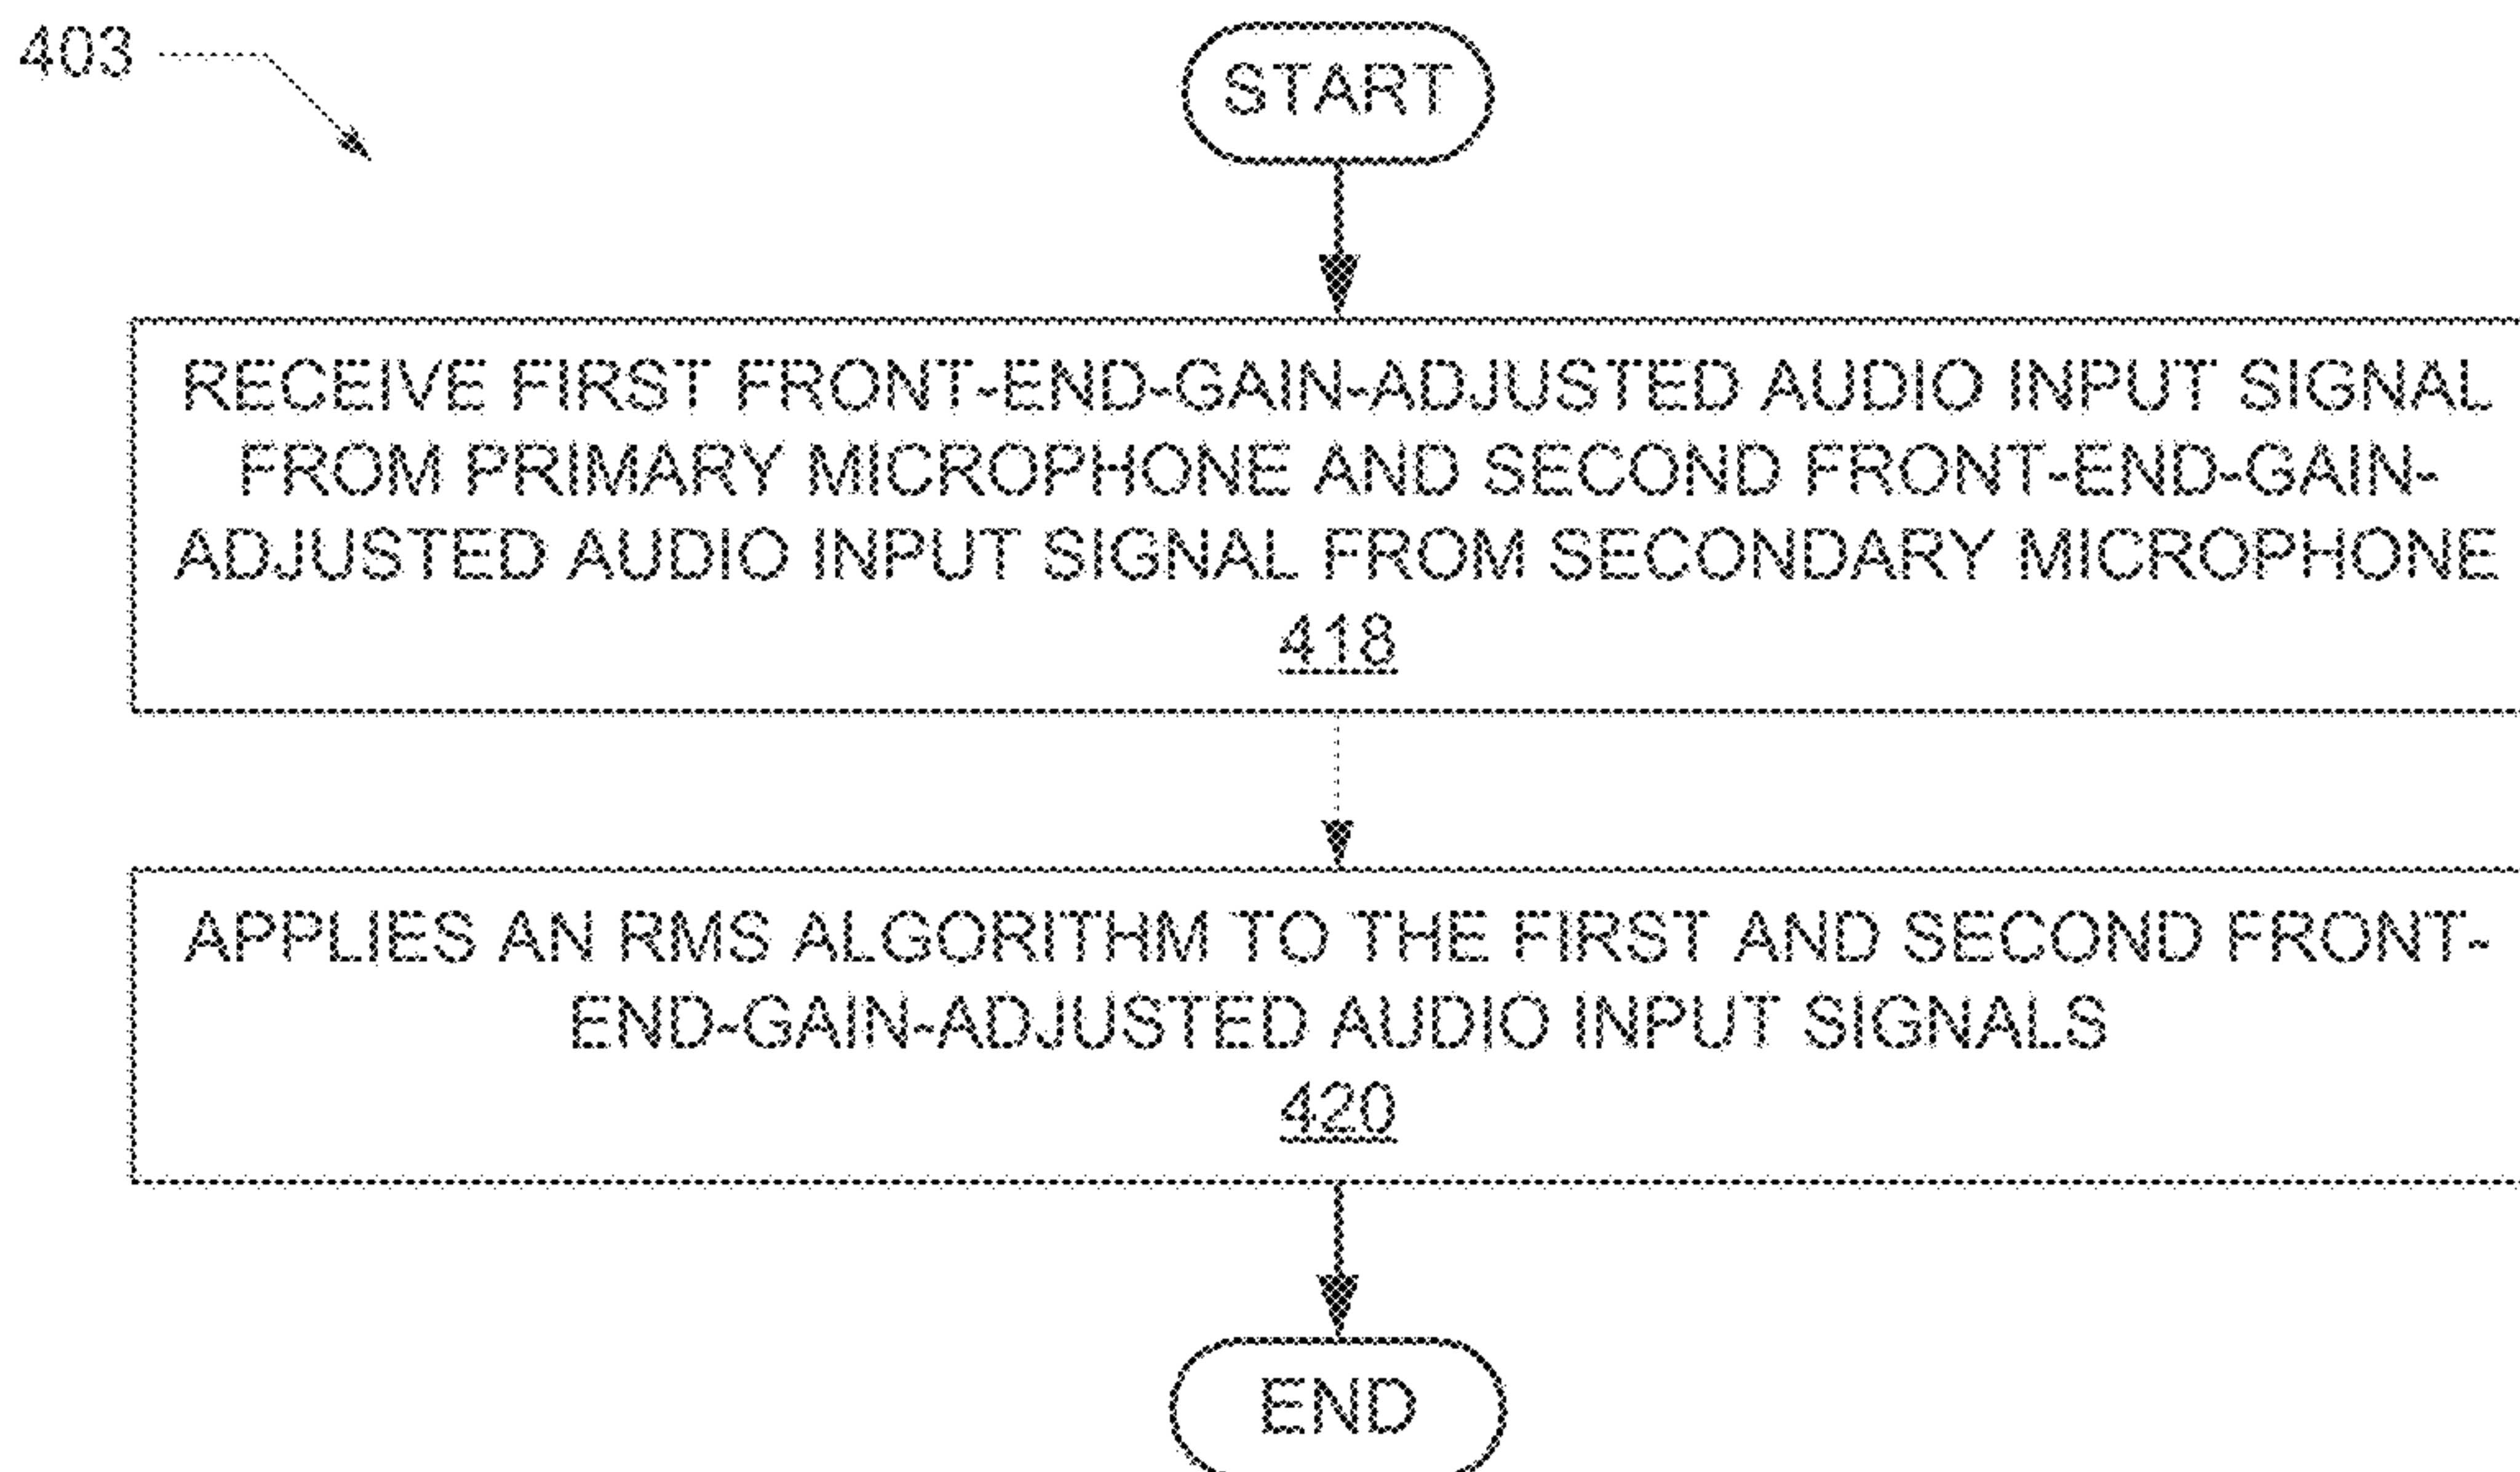 403
START
RECEIVE FIRST FRONT-END-GAIN-ADJUSTED AUDIO INPUT SIGNAL
FROM PRIMARY MICROPHONE AND SECOND FRONT-END-GAIN-
ADJUSTED AUDIO INPUT SIGNAL FROM SECONDARY MICROPHONE
418
APPLIES AN RMS ALGORITHM TO THE FIRST AND SECOND FRONT-
END-GAIN-ADJUSTED AUDIO INPUT SIGNALS
420
END